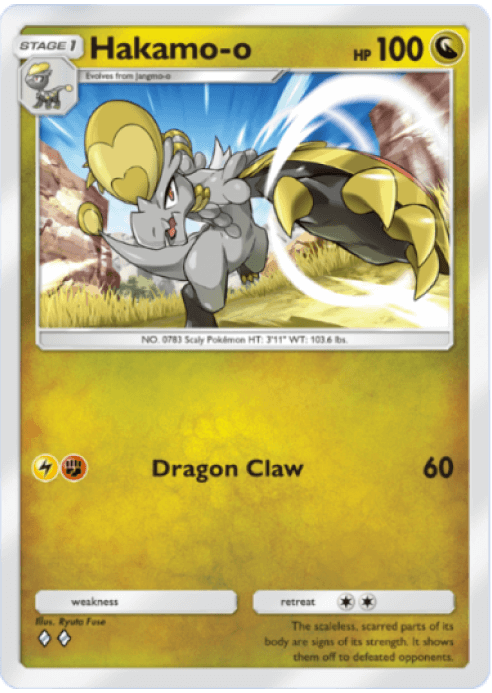 STAGE 1
Hakamo-o
HP 100
Evolves from Jangmo-o
NO. 0783 Scaly Pokémon HT: 3'11" WT: 103.6 lbs.
Dragon Claw 60
weakness
retreat
Illus. Ryuta Fuse
The scaleless, scarred parts of its
body are signs of its strength. It shows
them off to defeated opponents.